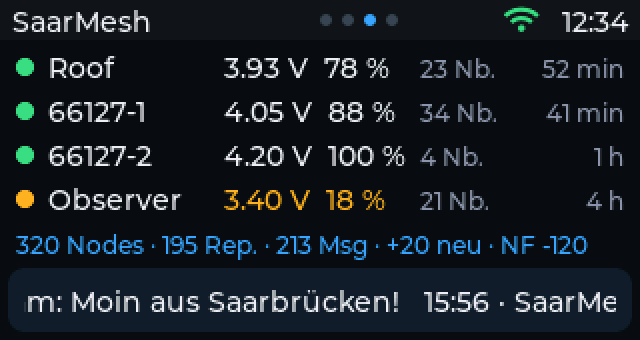 SaarMesh 12:34
Roof 3.93 V 78 % 23 Nb. 52 min
66127-1 4.05 V 88 % 34 Nb. 41 min
66127-2 4.20 V 100 % 4 Nb. 1 h
Observer 3.40 V 18 % 21 Nb. 4 h
320 Nodes · 195 Rep. · 213 Msg · +20 neu · NF -120
m: Moin aus Saarbrücken! 15:56 · SaarMe